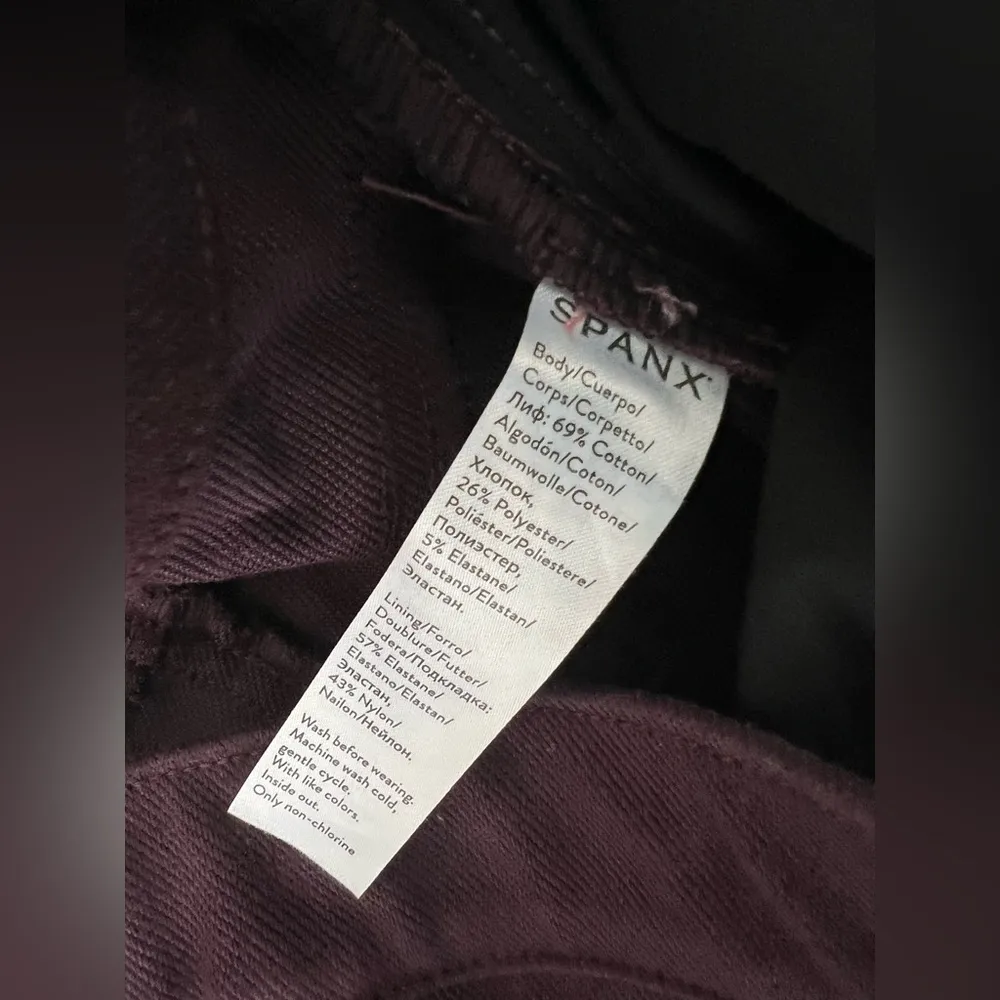 SPANX®
Body/Cuerpo/
Corps/Corpetto/
Лиф: 69% Cotton/
Algodón/Coton/
Baumwolle/Cotone/
Хлопок,
26% Polyester/
Poliéster/Poliestere/
Полиэстер,
5% Elastane/
Elastano/Elastan/
Эластан.
Lining/Forro/
Doublure/Futter/
Fodera/Подкладка:
57% Elastane/
Elastano/Elastan/
Эластан,
43% Nylon/
Nailon/Нейлон.
Wash before wearing.
Machine wash cold,
gentle cycle.
With like colors.
Inside out.
Only non-chlorine